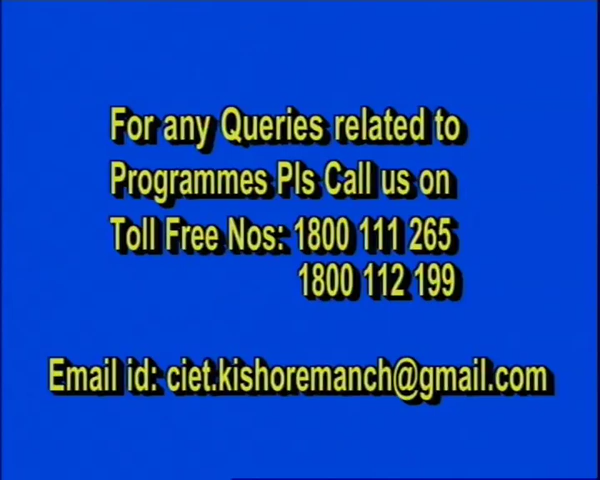 For any Queries related to
Programmes Pls Call us on
Toll Free Nos: 1800 111 265
1800 112 199
Email id: ciet.kishoremanch@gmail.com